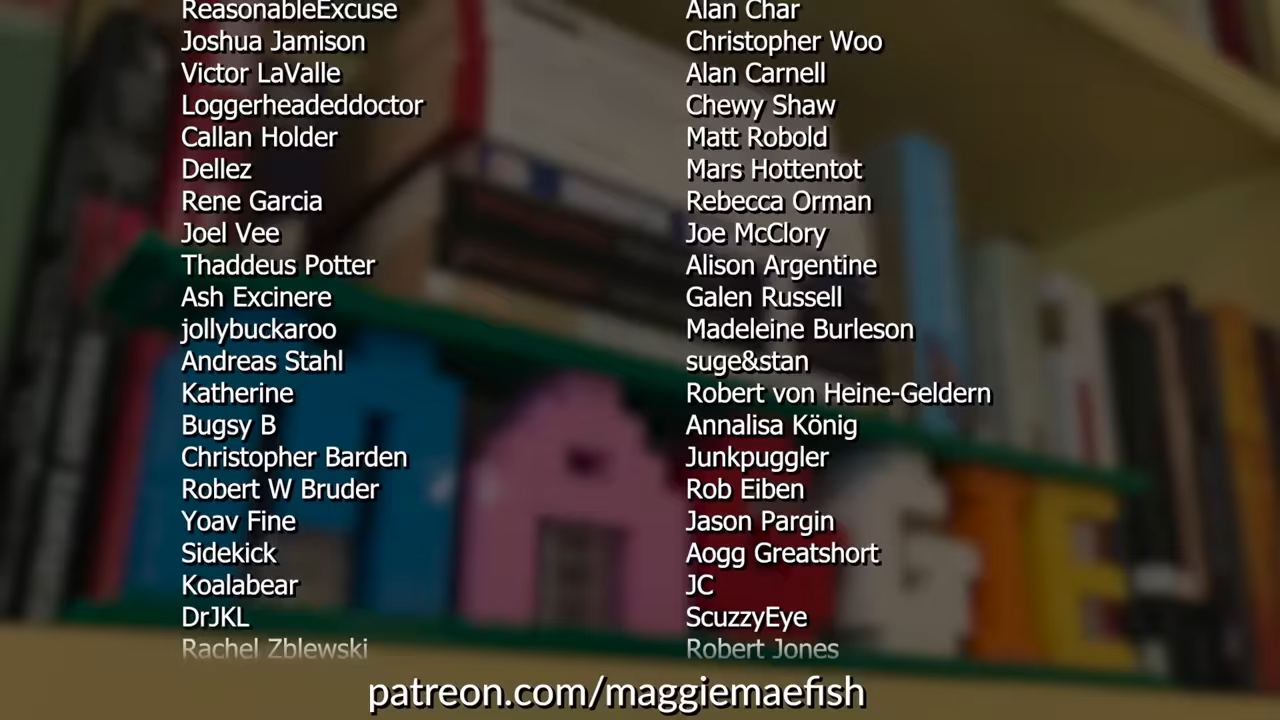 ReasonableExcuse
Joshua Jamison
Victor LaValle
Loggerheadeddoctor
Callan Holder
Dellez
Rene Garcia
Joel Vee
Thaddeus Potter
Ash Excinere
jollybuckaroo
Andreas Stahl
Katherine
Bugsy B
Christopher Barden
Robert W Bruder
Yoav Fine
Sidekick
Koalabear
DrJKL
Rachel Zblewski
Alan Char
Christopher Woo
Alan Carnell
Chewy Shaw
Matt Robold
Mars Hottentot
Rebecca Orman
Joe McClory
Alison Argentine
Galen Russell
Madeleine Burleson
suge&stan
Robert von Heine-Geldern
Annalisa König
Junkpuggler
Rob Eiben
Jason Pargin
Aogg Greatshort
JC
ScuzzyEye
Robert Jones
patreon.com/maggiemaefish